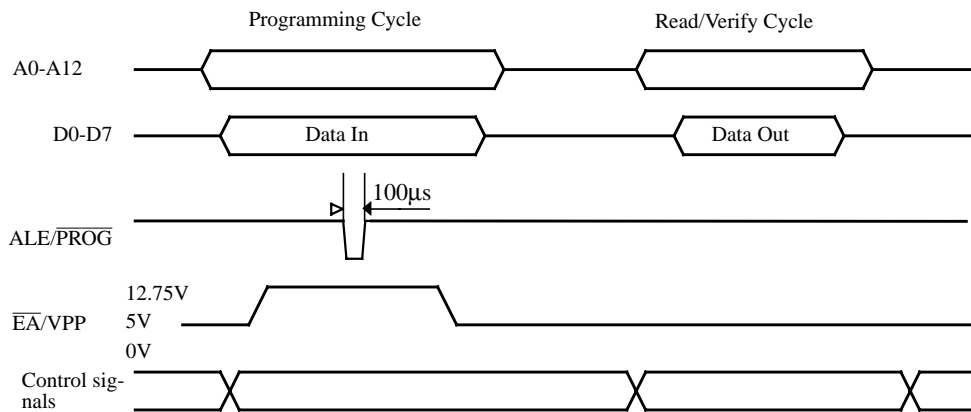 Programming Cycle
Read/Verify Cycle
A0-A12
D0-D7
Data In
Data Out
100μs
ALE/PROG
12.75V
EA/VPP
5V
0V
Control sig-
nals